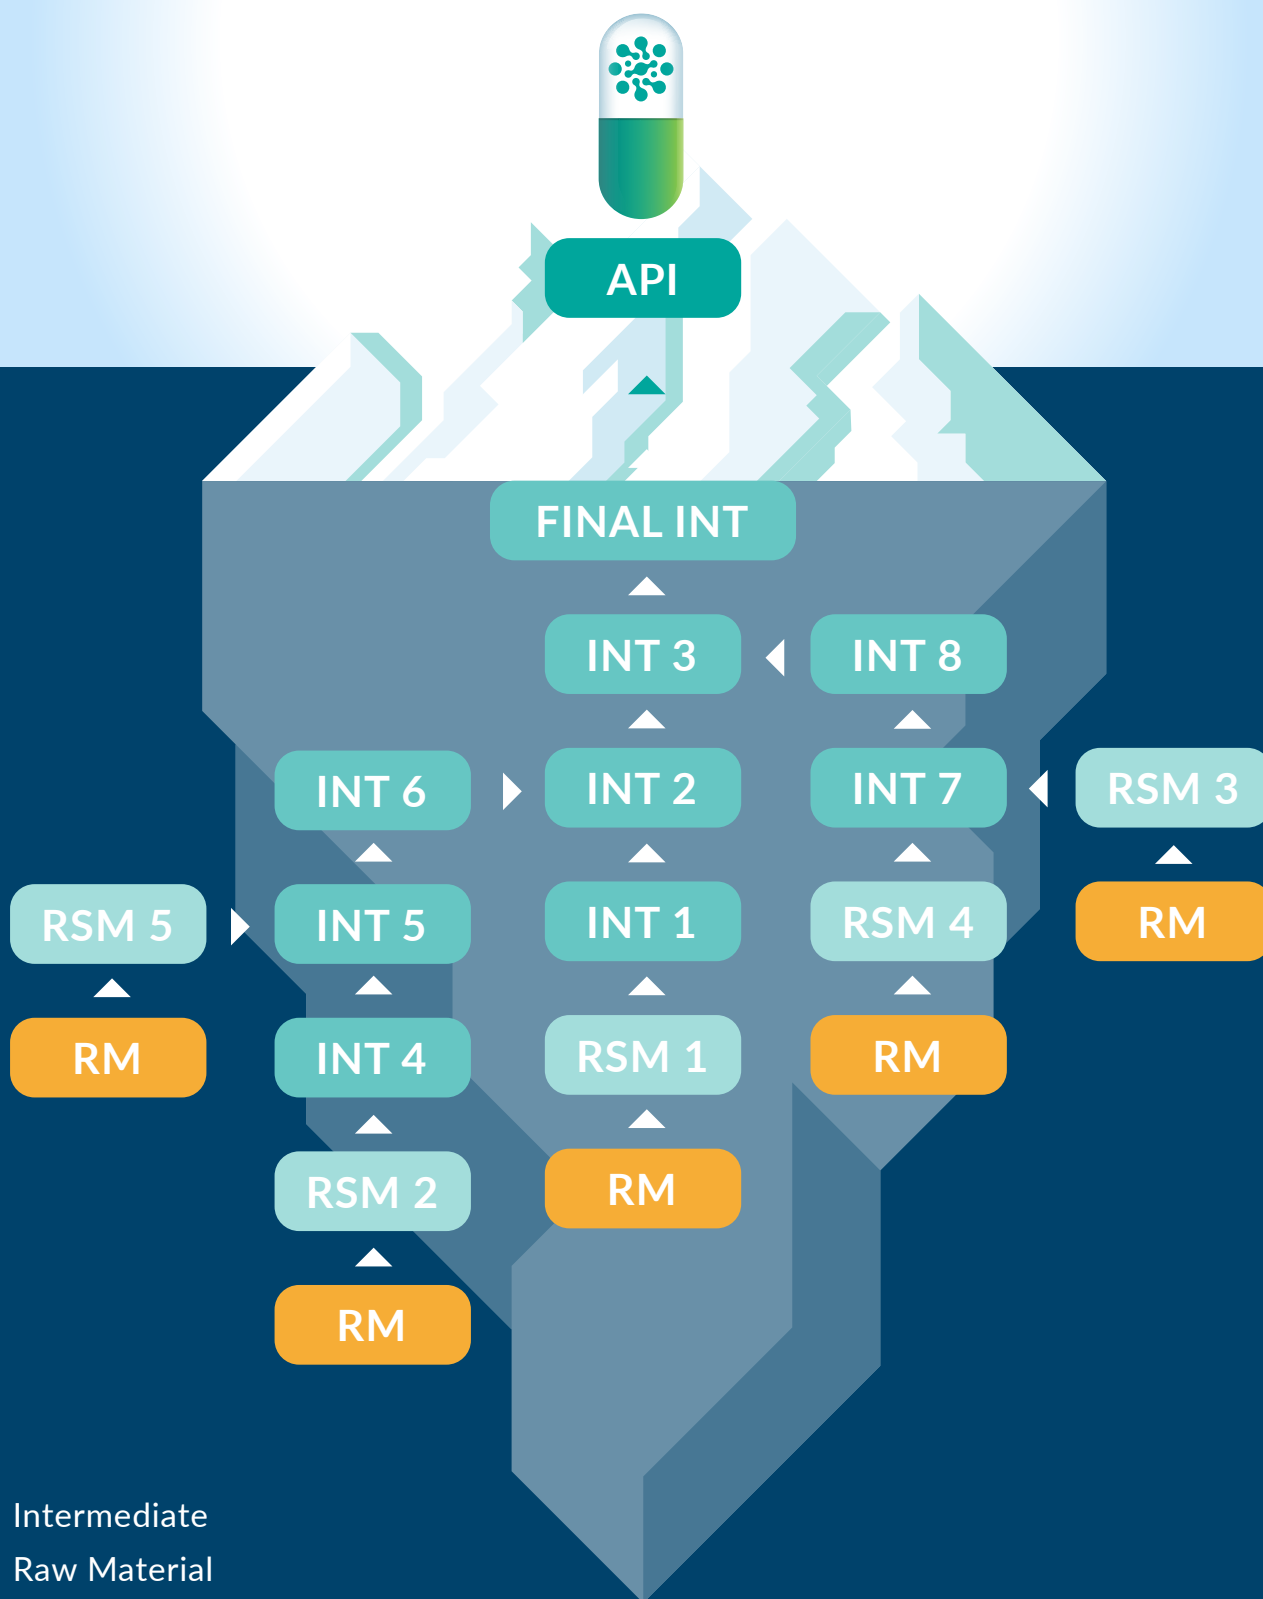 API
FINAL INT
INT 3
INT 8
INT 6
INT 2
INT 7
RSM 3
RSM 5
INT 5
INT 1
RSM 4
RM
RM
INT 4
RSM 1
RM
RSM 2
RM
RM
Intermediate
Raw Material